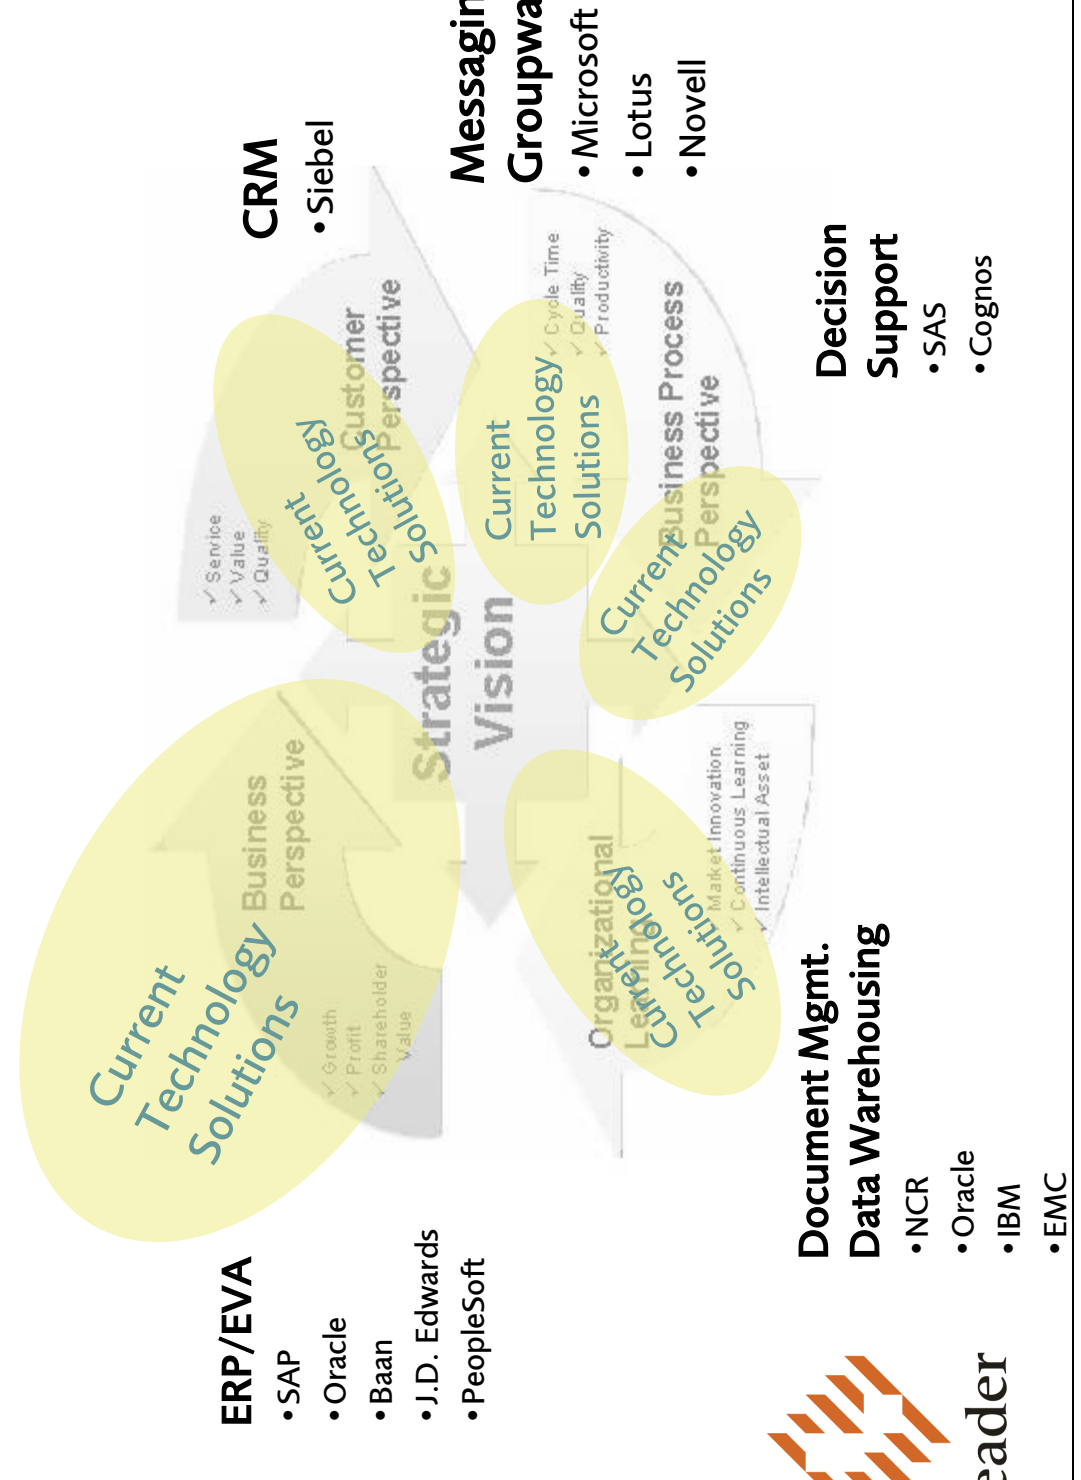 ERP/EVA
•SAP
•Oracle
•Baan
•J.D. Edwards
•PeopleSoft
CRM
•Siebel
Messagin
Groupwa
•Microsoft
•Lotus
•Novell
Decision
Support
•SAS
•Cognos
Document Mgmt.
Data Warehousing
•NCR
•Oracle
•IBM
•EMC
Current
Technology
Solutions
Business
Perspective
✓ Growth
✓ Profit
✓ Shareholder
Value
✓ Service
✓ Value
✓ Quality
Current
Technology
Solutions
Customer
Perspective
Strategic
Vision
Current
Technology
Solutions
✓ Cycle Time
✓ Quality
✓ Productivity
Business Process
Perspective
Current
Technology
Solutions
Organizational
Learning
Current
Technology
Solutions
Market Innovation
✓ Continuous Learning
✓ Intellectual Asset
eader